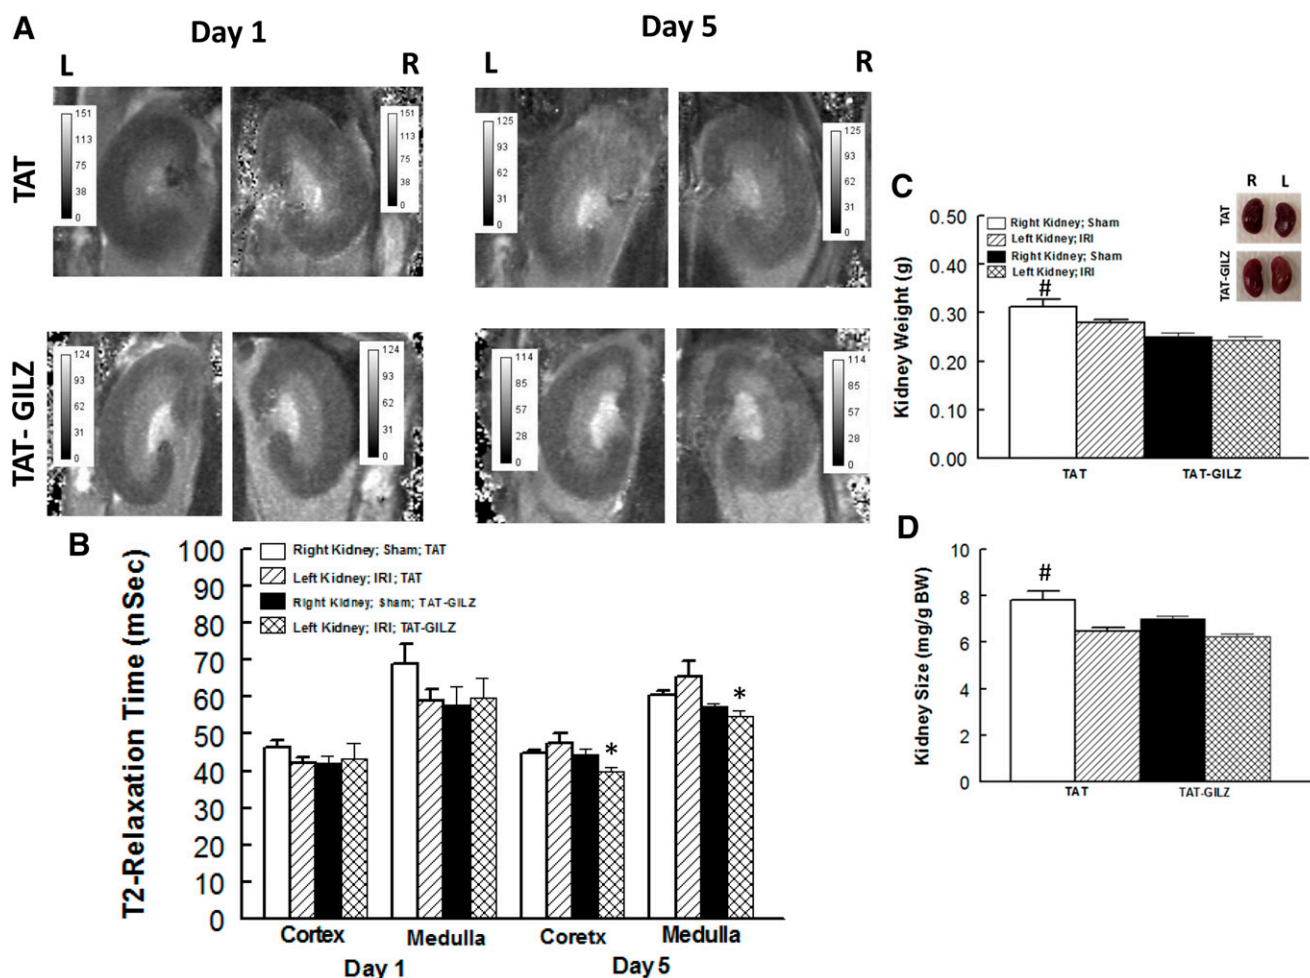 A
Day 1
Day 5
L
R
L
R
TAT
151
113
75
38
0
151
113
75
38
0
125
93
62
31
0
125
93
62
31
0
TAT- GILZ
124
93
62
31
0
124
93
62
31
0
114
85
57
28
0
114
85
57
28
0
B
T2-Relaxation Time (mSec)
100
90
80
70
60
50
40
30
20
10
0
Right Kidney; Sham; TAT
Left Kidney; IRI; TAT
Right Kidney; Sham; TAT-GILZ
Left Kidney; IRI; TAT-GILZ
*
*
Cortex
Medulla
Coretx
Medulla
Day 1
Day 5
C
R
L
TAT
TAT-GILZ
Kidney Weight (g)
0.50
0.40
0.30
0.20
0.10
0.00
Right Kidney; Sham
Left Kidney; IRI
Right Kidney; Sham
Left Kidney; IRI
#
TAT
TAT-GILZ
D
Kidney Size (mg/g BW)
10
8
6
4
2
0
#
TAT
TAT-GILZ